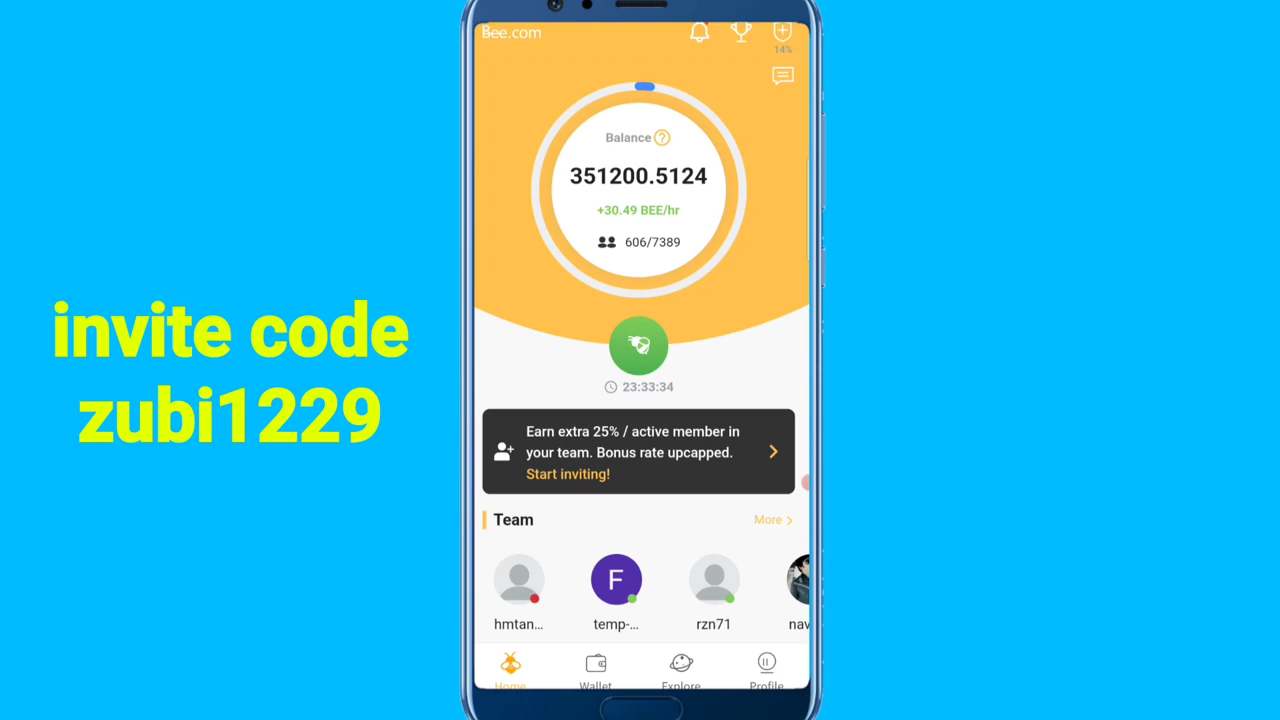 Bee.com
14%
Balance ?
351200.5124
+30.49 BEE/hr
606/7389
invite code
zubi1229
23:33:34
Earn extra 25% / active member in
your team. Bonus rate upcapped.
Start inviting!
Team
More
F
hmtan...
temp-...
rzn71
nav
Home
Wallet
Explore
Profile